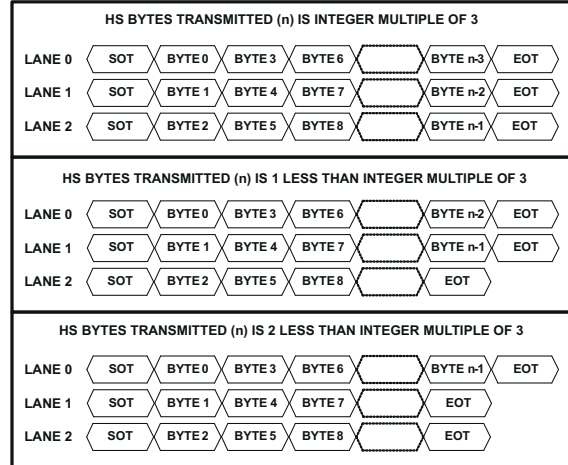 HS BYTES TRANSMITTED (n) IS INTEGER MULTIPLE OF 3
LANE 0 SOT BYTE 0 BYTE 3 BYTE 6 BYTE n-3 EOT
LANE 1 SOT BYTE 1 BYTE 4 BYTE 7 BYTE n-2 EOT
LANE 2 SOT BYTE 2 BYTE 5 BYTE 8 BYTE n-1 EOT
HS BYTES TRANSMITTED (n) IS 1 LESS THAN INTEGER MULTIPLE OF 3
LANE 0 SOT BYTE 0 BYTE 3 BYTE 6 BYTE n-2 EOT
LANE 1 SOT BYTE 1 BYTE 4 BYTE 7 BYTE n-1 EOT
LANE 2 SOT BYTE 2 BYTE 5 BYTE 8 EOT
HS BYTES TRANSMITTED (n) IS 2 LESS THAN INTEGER MULTIPLE OF 3
LANE 0 SOT BYTE 0 BYTE 3 BYTE 6 BYTE n-1 EOT
LANE 1 SOT BYTE 1 BYTE 4 BYTE 7 EOT
LANE 2 SOT BYTE 2 BYTE 5 BYTE 8 EOT